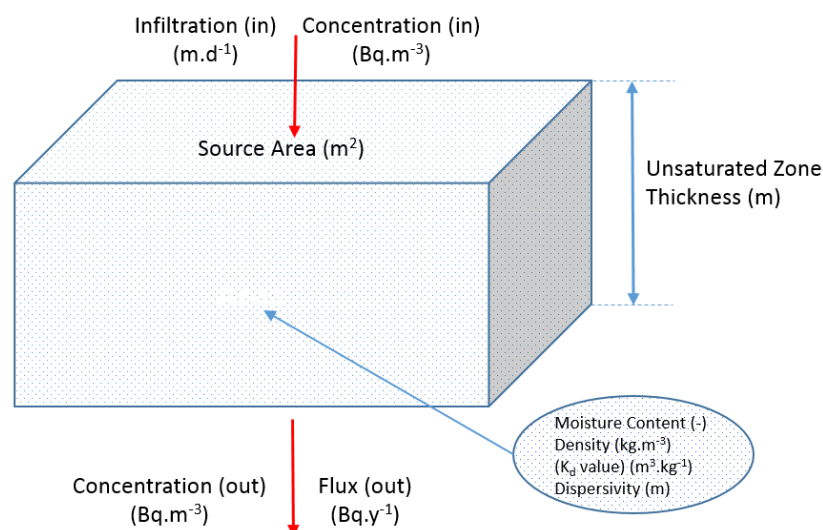 Infiltration (in)
(m.d⁻¹)
Concentration (in)
(Bq.m⁻³)
Source Area (m²)
Unsaturated Zone
Thickness (m)
Moisture Content (-)
Density (kg.m⁻³)
(K_d value) (m³.kg⁻¹)
Dispersivity (m)
Concentration (out)
(Bq.m⁻³)
Flux (out)
(Bq.y⁻¹)